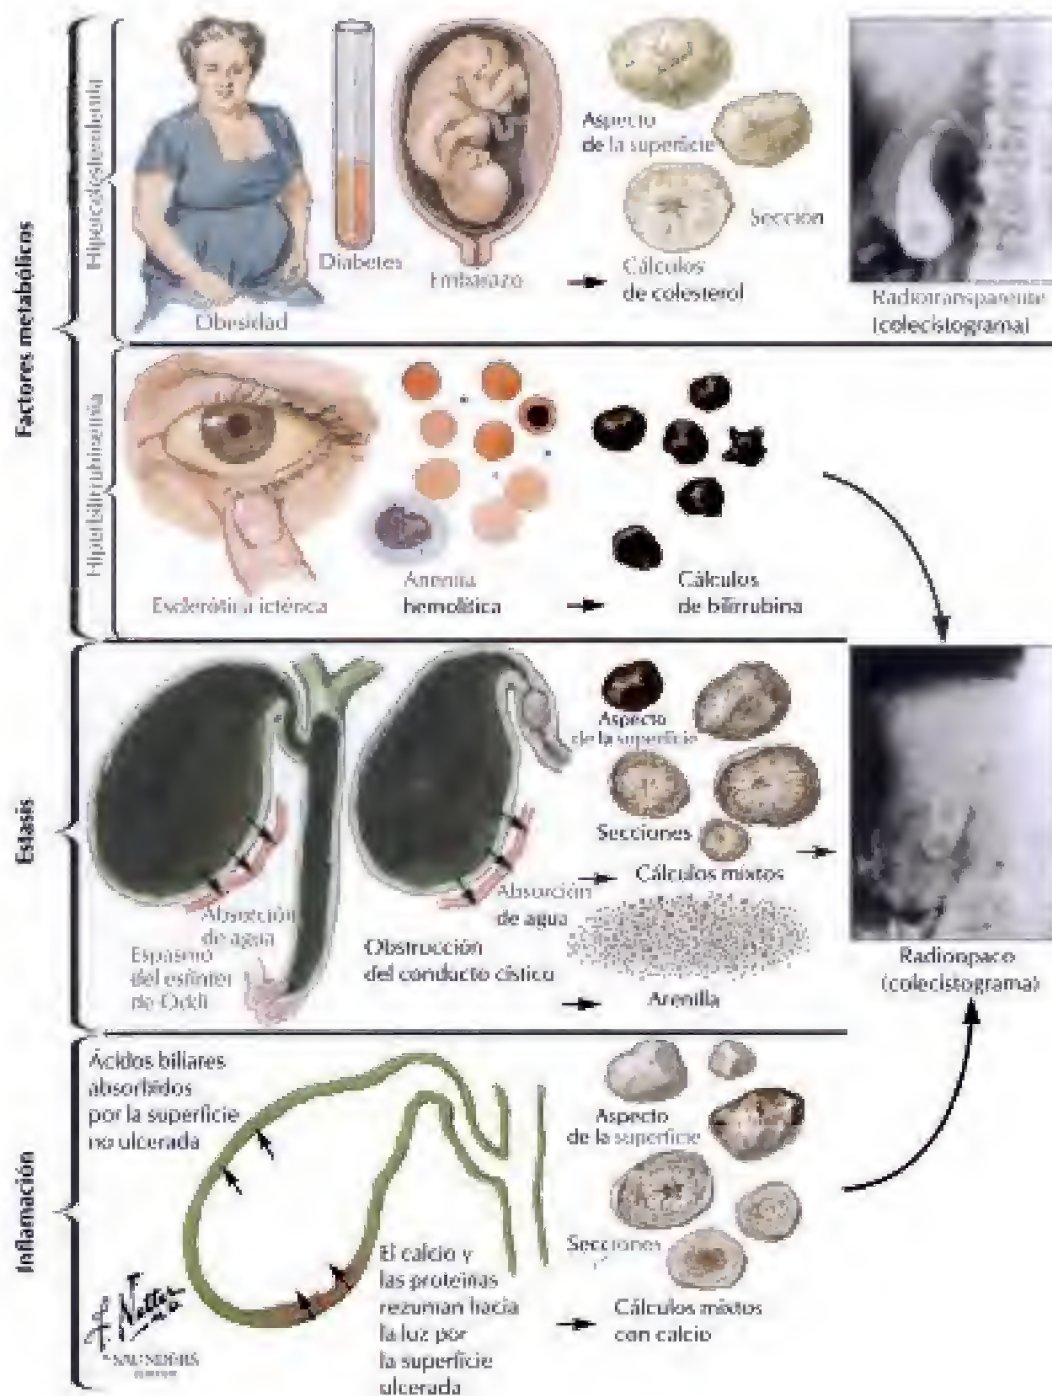 Factores metabólicos
Hipercolesterolemia
Obesidad
Diabetes
Embarazo
Aspecto
de la superficie
Sección
Cálculos
de colesterol
Radiotransparente
(colecistograma)
Hiperbilirrubinemia
Esclerótica ictérica
Anemia
hemolítica
Cálculos
de bilirrubina
Estasis
Absorción
de agua
Espasmo
del esfínter
de Oddi
Obstrucción
del conducto cístico
Absorción
de agua
Aspecto
de la superficie
Secciones
Cálculos mixtos
Arenilla
Radioopaco
(colecistograma)
Inflamación
Ácidos biliares
absorbidos
por la superficie
no ulcerada
El calcio y
las proteínas
rezuman hacia
la luz por
la superficie
ulcerada
Aspecto
de la superficie
Secciones
Cálculos mixtos
con calcio
F. Netter
M.D.
SAUNDERS